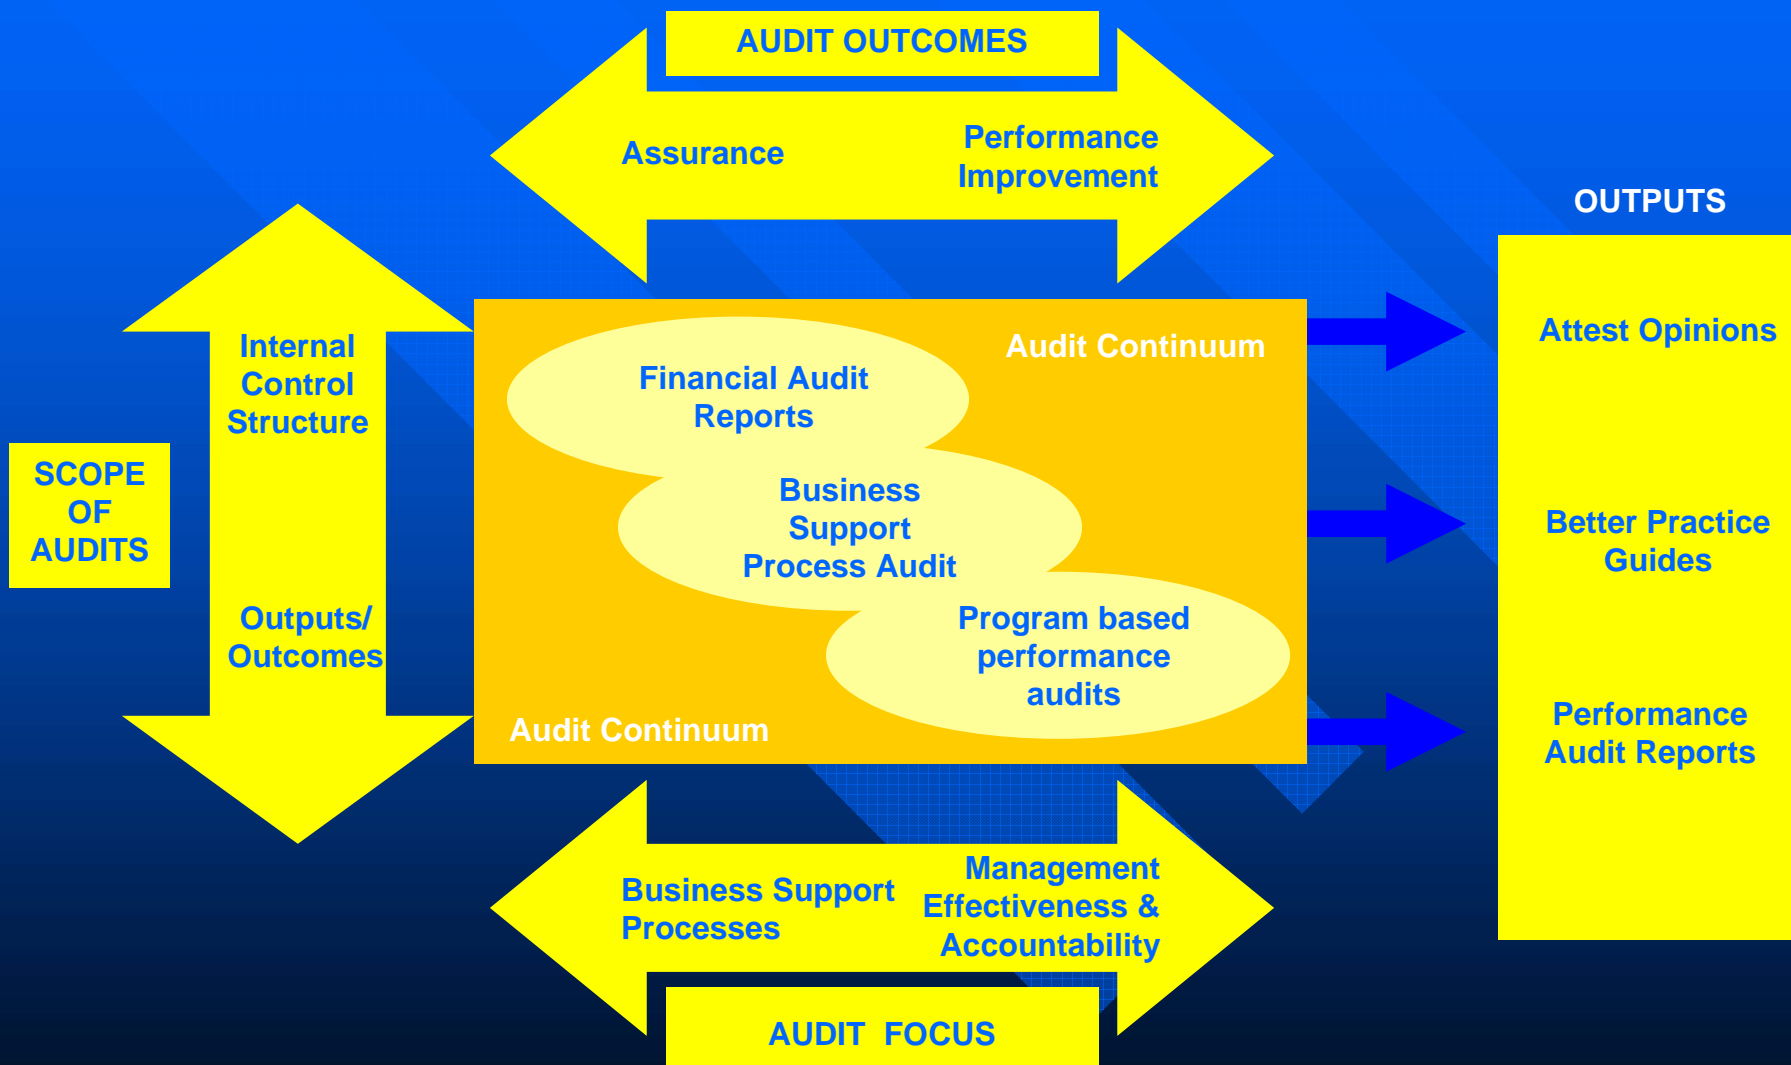 AUDIT OUTCOMES
Assurance
Performance
Improvement
OUTPUTS
Internal
Control
Structure
SCOPE
OF
AUDITS
Outputs/
Outcomes
Audit Continuum
Financial Audit
Reports
Business
Support
Process Audit
Program based
performance
audits
Audit Continuum
Attest Opinions
Better Practice
Guides
Performance
Audit Reports
Business Support
Processes
Management
Effectiveness &
Accountability
AUDIT FOCUS